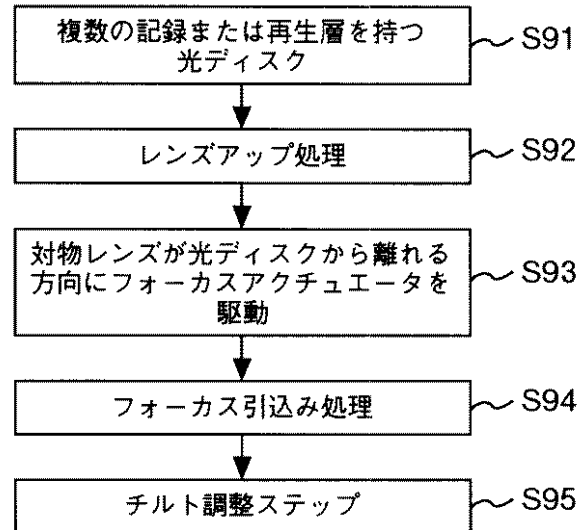 複数の記録または再生層を持つ
光ディスク
S91
レンズアップ処理
S92
対物レンズが光ディスクから離れる
方向にフォーカスアクチュエータを
駆動
S93
フォーカス引込み処理
S94
チルト調整ステップ
S95